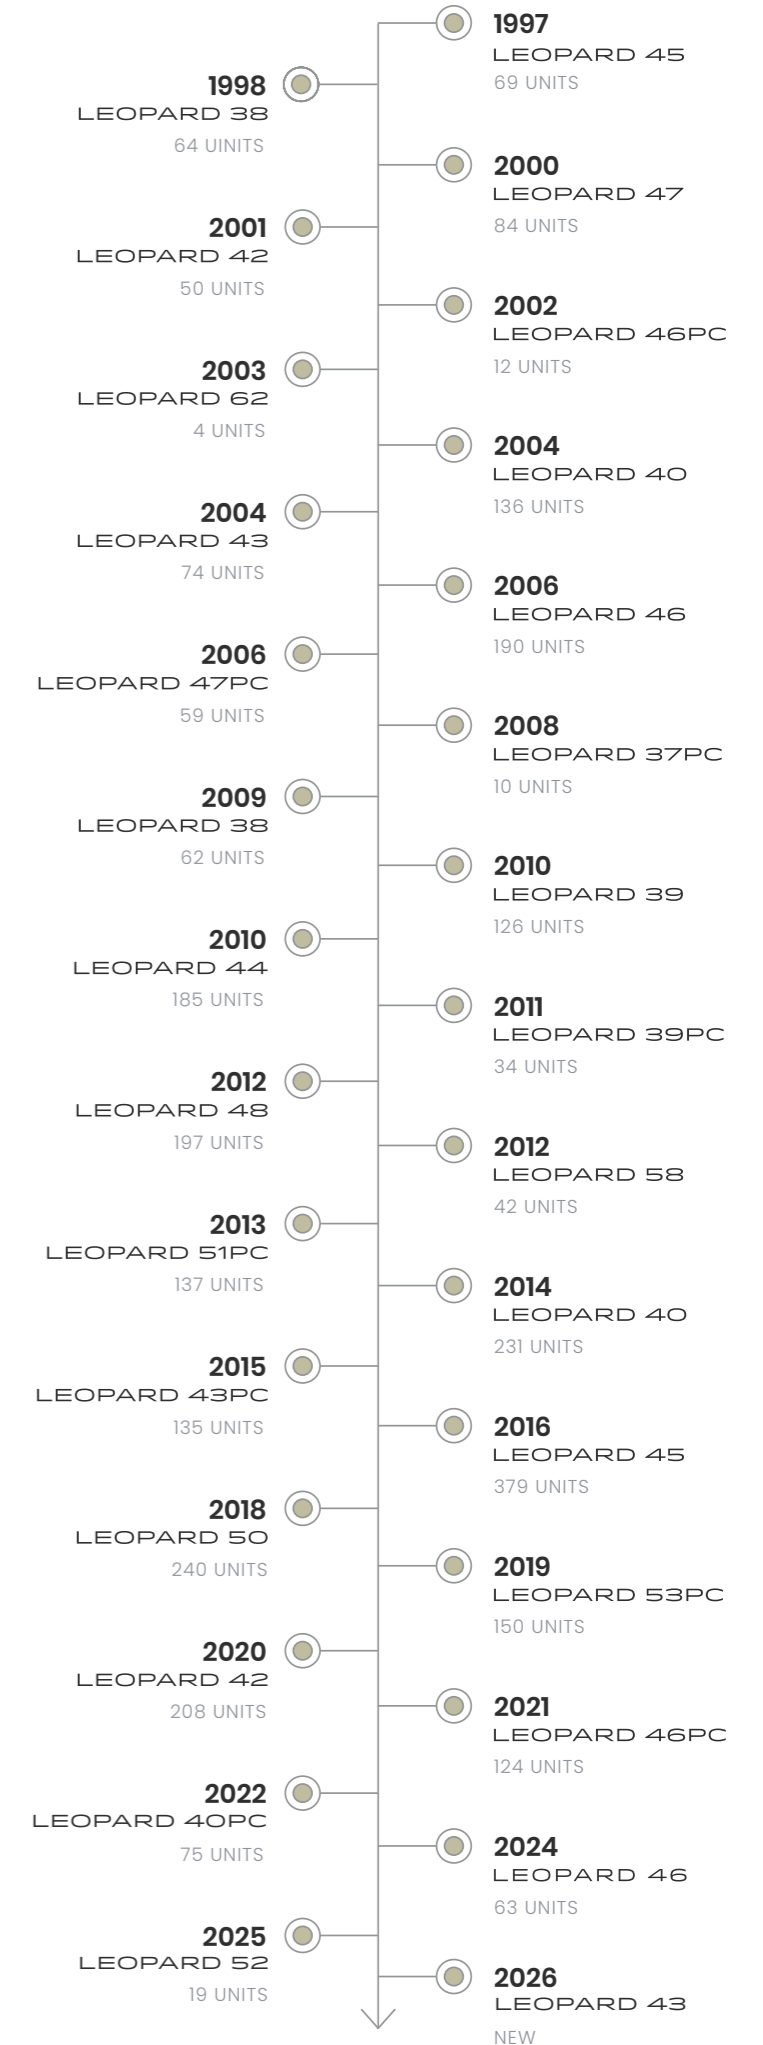 1997
LEOPARD 45
69 UNITS
1998
LEOPARD 38
64 UINITS
2000
LEOPARD 47
84 UNITS
2001
LEOPARD 42
50 UNITS
2002
LEOPARD 46PC
12 UNITS
2003
LEOPARD 62
4 UNITS
2004
LEOPARD 40
136 UNITS
2004
LEOPARD 43
74 UNITS
2006
LEOPARD 46
190 UNITS
2006
LEOPARD 47PC
59 UNITS
2008
LEOPARD 37PC
10 UNITS
2009
LEOPARD 38
62 UNITS
2010
LEOPARD 39
126 UNITS
2010
LEOPARD 44
185 UNITS
2011
LEOPARD 39PC
34 UNITS
2012
LEOPARD 48
197 UNITS
2012
LEOPARD 58
42 UNITS
2013
LEOPARD 51PC
137 UNITS
2014
LEOPARD 40
231 UNITS
2015
LEOPARD 43PC
135 UNITS
2016
LEOPARD 45
379 UNITS
2018
LEOPARD 50
240 UNITS
2019
LEOPARD 53PC
150 UNITS
2020
LEOPARD 42
208 UNITS
2021
LEOPARD 46PC
124 UNITS
2022
LEOPARD 40PC
75 UNITS
2024
LEOPARD 46
63 UNITS
2025
LEOPARD 52
19 UNITS
2026
LEOPARD 43
NEW